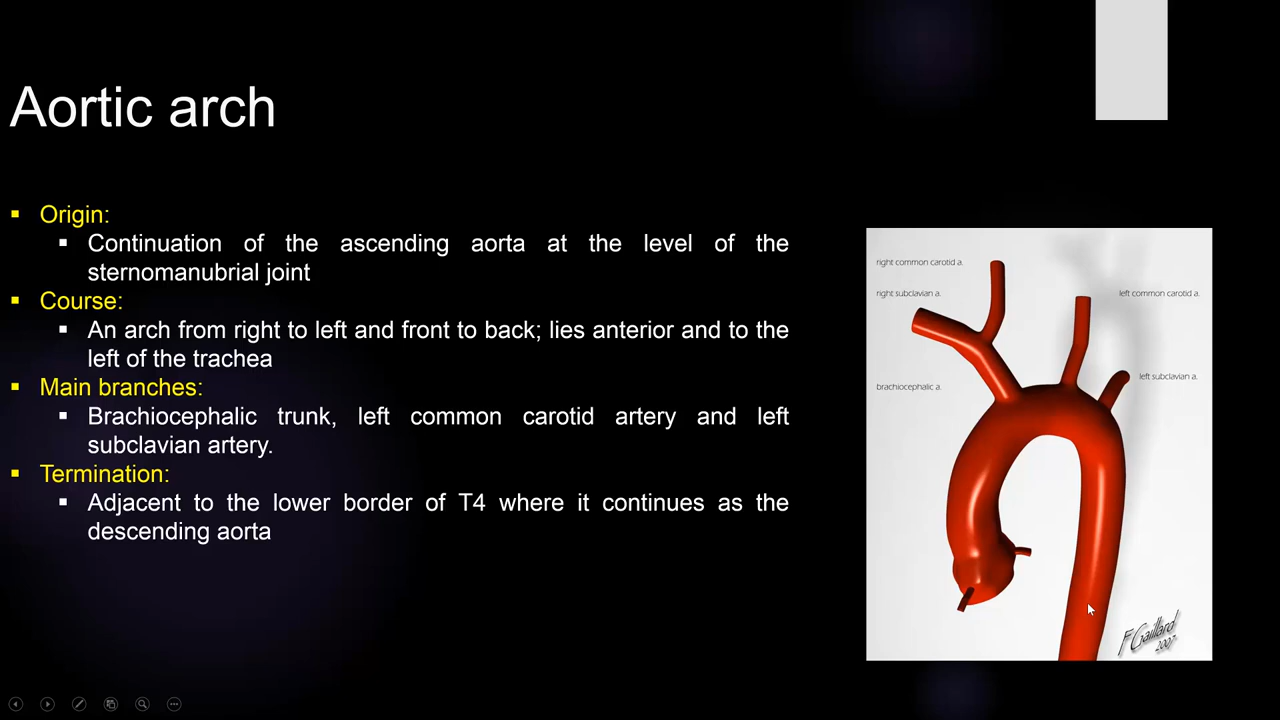 Aortic arch
Origin:
Continuation of the ascending aorta at the level of the
sternomanubrial joint
Course:
An arch from right to left and front to back; lies anterior and to the
left of the trachea
Main branches:
Brachiocephalic trunk, left common carotid artery and left
subclavian artery.
Termination:
Adjacent to the lower border of T4 where it continues as the
descending aorta
right common carotid a.
right subclavian a.
left common carotid a.
left subclavian a.
brachiocephalic a.
F Gaillard
2007